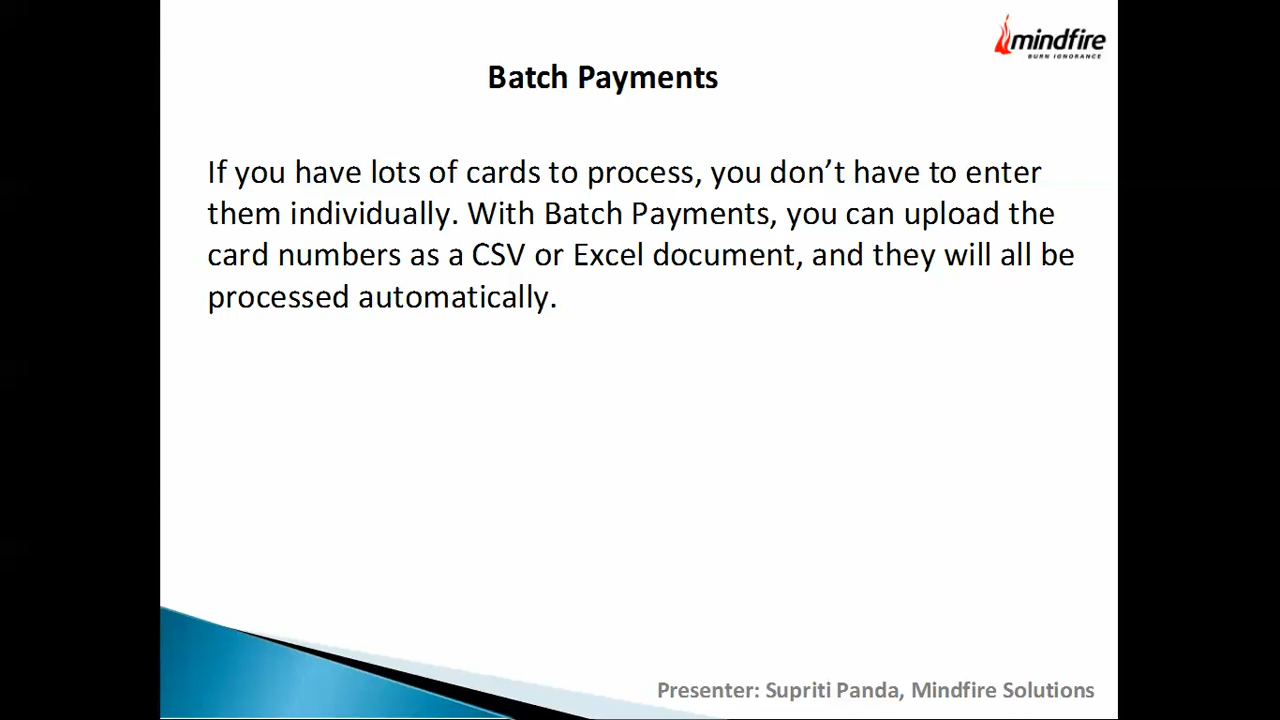 mindfire
BURN IGNORANCE
Batch Payments
If you have lots of cards to process, you don’t have to enter
them individually. With Batch Payments, you can upload the
card numbers as a CSV or Excel document, and they will all be
processed automatically.
Presenter: Supriti Panda, Mindfire Solutions